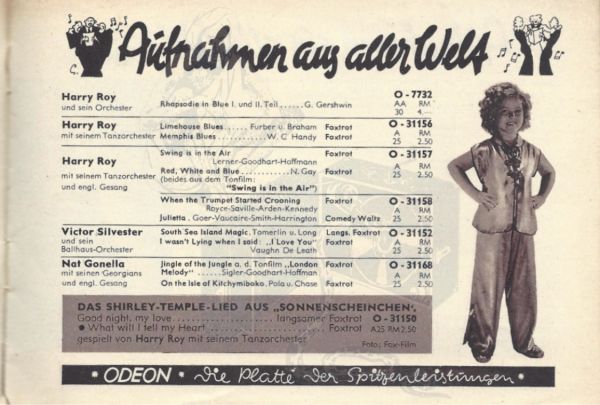 Aufnahmen aus aller Welt
Harry Roy O - 7732
und sein Orchester Rhapsodie in Blue I. und II. Teil ...... G. Gershwin AA RM
30 4.—
Harry Roy Limehouse Blues ...... Furber u. Braham Foxtrot O - 31156
mit seinem Tanzorchester Memphis Blues ........... W. C. Handy Foxtrot A RM
25 2.50
Harry Roy Swing is in the Air O - 31157
Lerner-Goodhart-Hoffmann Foxtrot A RM
mit seinem Tanzorchester Red, White and Blue ........... N. Gay Foxtrot 25 2.50
und engl. Gesang (beides aus dem Tonfilm:
"Swing is in the Air")
When the Trumpet Started Crooning Foxtrot O - 31158
Royce-Saville-Arden-Kennedy A RM
Julietta . Goer-Vaucaire-Smith-Harrington Comedy Waltz 25 2.50
Victor Silvester South Sea Island Magic. Tomerlin u. Long Langs. Foxtrot O - 31152
und sein I wasn't Lying when I said : „I Love You" A RM
Ballhaus-Orchester Vaughn De Leath Foxtrot 25 2.50
Nat Gonella Jingle of the Jungle a. d. Tonfilm „London O - 31168
mit seinen Georgians Melody" ........... Sigler-Goodhart-Hoffman Foxtrot A RM
und engl. Gesang On the Isle of Kitchymiboko. Pola u. Chase Foxtrot 25 2.50
DAS SHIRLEY-TEMPLE-LIED AUS „SONNENSCHEINCHEN".
Good night, my love ........................ langsamer Foxtrot O - 31150
● What will I tell my Heart ........................ Foxtrot A 25 RM 2.50
gespielt von Harry Roy mit seinem Tanzorchester Foto: Fox-Film
* ODEON * die Platte der Spitzenleistungen *